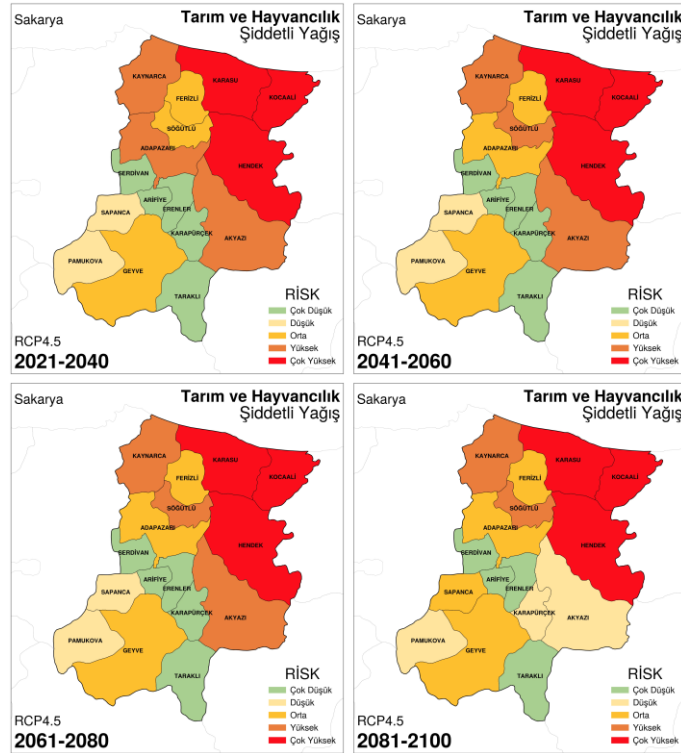 Sakarya
Tarım ve Hayvancılık
Şiddetli Yağış
KAYNARCA
KARASU
KOCAALİ
FERİZLİ
SÖĞÜTLÜ
ADAPAZARI
HENDEK
SERDİVAN
ARİFİYE
ERENLER
SAPANCA
KARAPÜRÇEK
AKYAZI
PAMUKOVA
GEYVE
TARAKLI
RİSK
Çok Düşük
Düşük
Orta
Yüksek
Çok Yüksek
RCP4.5
2021-2040
Sakarya
Tarım ve Hayvancılık
Şiddetli Yağış
KAYNARCA
KARASU
KOCAALİ
FERİZLİ
SÖĞÜTLÜ
ADAPAZARI
HENDEK
SERDİVAN
ARİFİYE
ERENLER
SAPANCA
KARAPÜRÇEK
AKYAZI
PAMUKOVA
GEYVE
TARAKLI
RİSK
Çok Düşük
Düşük
Orta
Yüksek
Çok Yüksek
RCP4.5
2041-2060
Sakarya
Tarım ve Hayvancılık
Şiddetli Yağış
KAYNARCA
KARASU
KOCAALİ
FERİZLİ
SÖĞÜTLÜ
ADAPAZARI
HENDEK
SERDİVAN
ARİFİYE
ERENLER
SAPANCA
KARAPÜRÇEK
AKYAZI
PAMUKOVA
GEYVE
TARAKLI
RİSK
Çok Düşük
Düşük
Orta
Yüksek
Çok Yüksek
RCP4.5
2061-2080
Sakarya
Tarım ve Hayvancılık
Şiddetli Yağış
KAYNARCA
KARASU
KOCAALİ
FERİZLİ
SÖĞÜTLÜ
ADAPAZARI
HENDEK
SERDİVAN
ARİFİYE
ERENLER
SAPANCA
KARAPÜRÇEK
AKYAZI
PAMUKOVA
GEYVE
TARAKLI
RİSK
Çok Düşük
Düşük
Orta
Yüksek
Çok Yüksek
RCP4.5
2081-2100